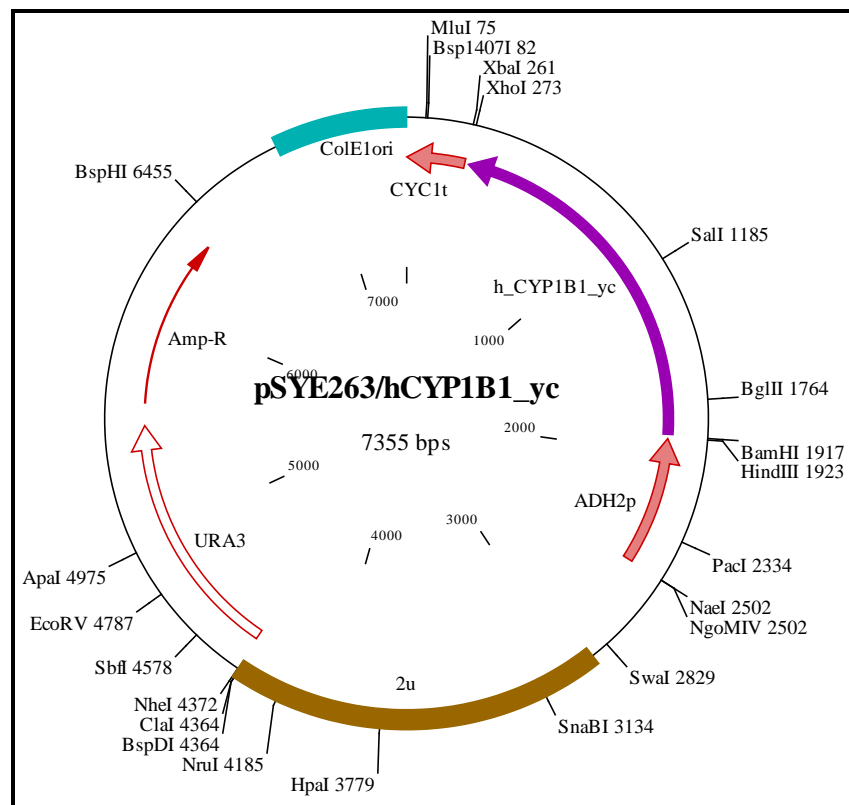 MluI 75
Bsp1407I 82
XbaI 261
XhoI 273
ColE1ori
CYC1t
BspHI 6455
SalI 1185
h_CYP1B1_yc
7000
1000
Amp-R
6000
pSYE263/hCYP1B1_yc
7355 bps
BglII 1764
2000
BamHI 1917
HindIII 1923
5000
ADH2p
3000
4000
URA3
PacI 2334
ApaI 4975
NaeI 2502
NgoMIV 2502
EcoRV 4787
SbfI 4578
SwaI 2829
2u
NheI 4372
ClaI 4364
BspDI 4364
SnaBI 3134
NruI 4185
HpaI 3779